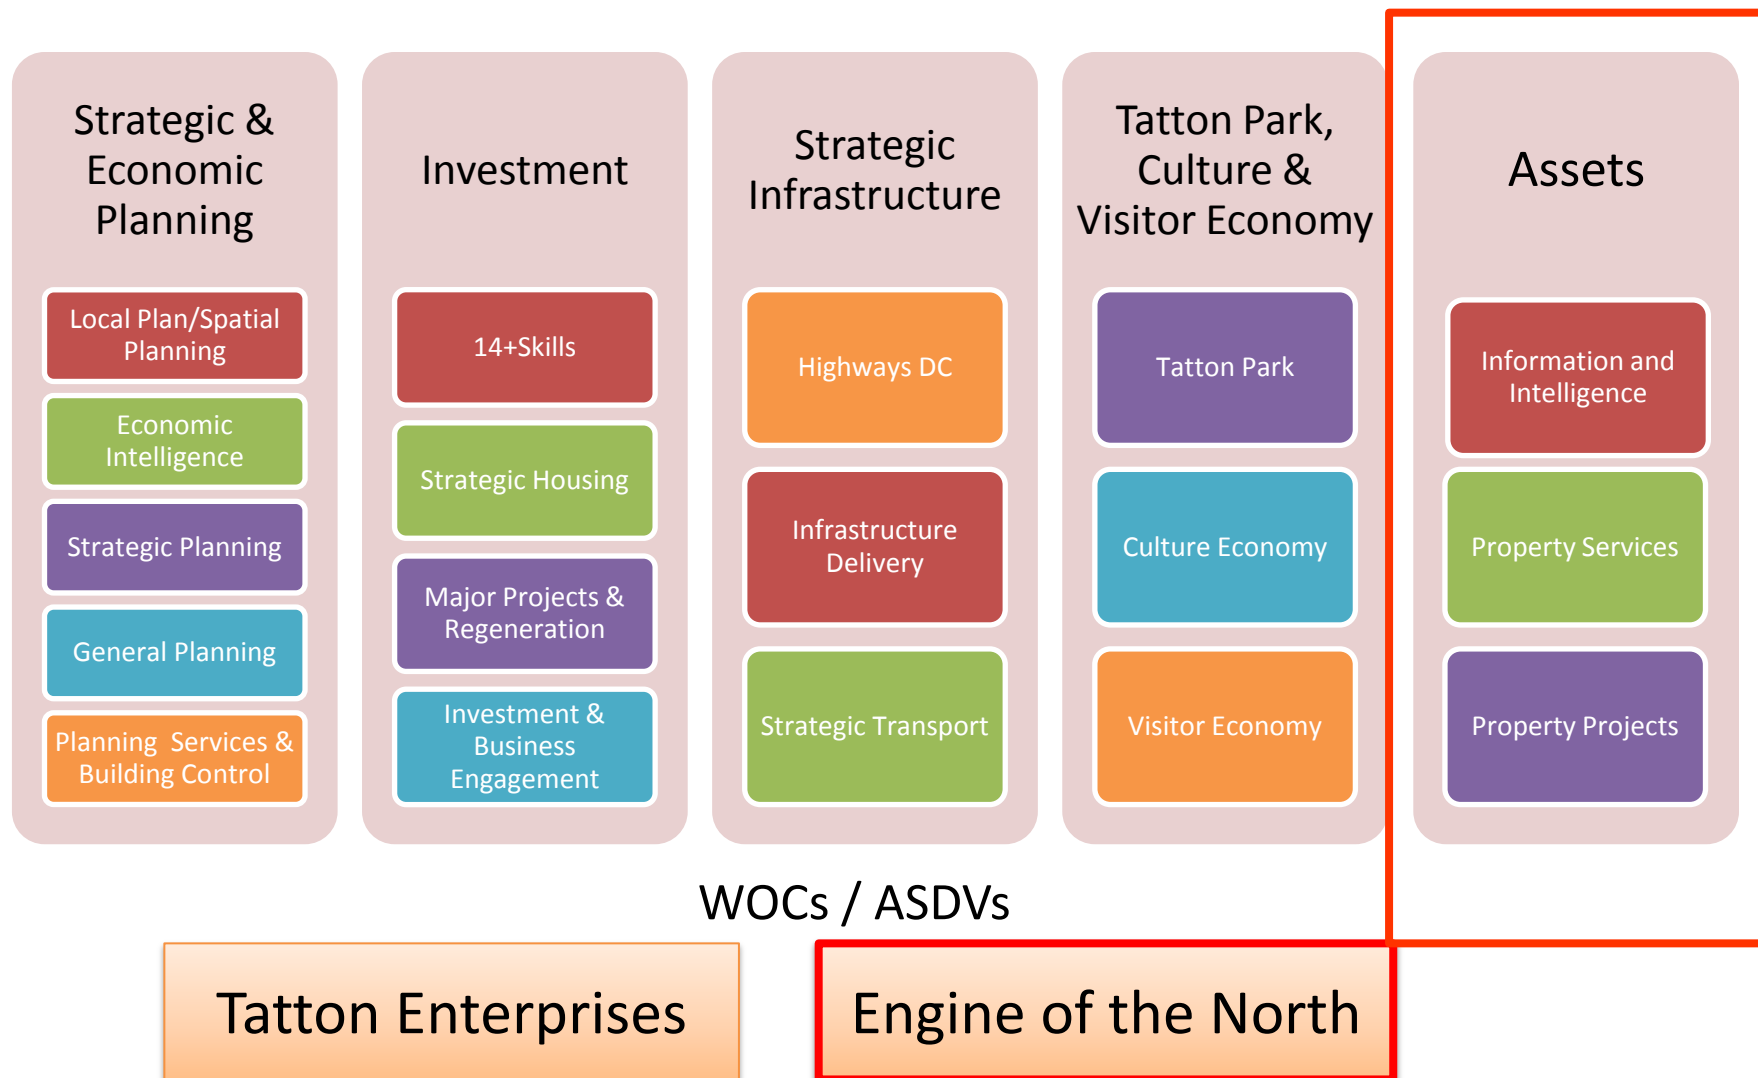 Strategic &
Economic
Planning
Local Plan/Spatial
Planning
Economic
Intelligence
Strategic Planning
General Planning
Planning  Services &
Building Control
Investment
14+Skills
Strategic Housing
Major Projects &
Regeneration
Investment &
Business
Engagement
Strategic
Infrastructure
Highways DC
Infrastructure
Delivery
Strategic Transport
Tatton Park,
Culture &
Visitor Economy
Tatton Park
Culture Economy
Visitor Economy
Assets
Information and
Intelligence
Property Services
Property Projects
WOCs / ASDVs
Tatton Enterprises
Engine of the North